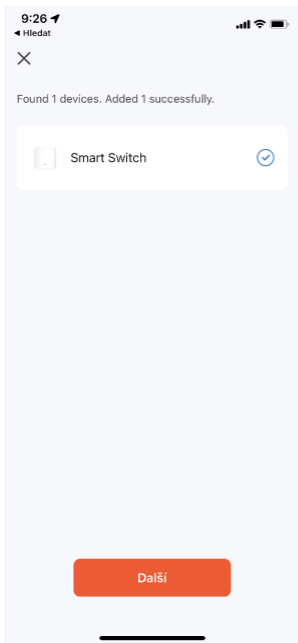 9:26
◀ Hledat
Found 1 devices. Added 1 successfully.
Smart Switch
Další